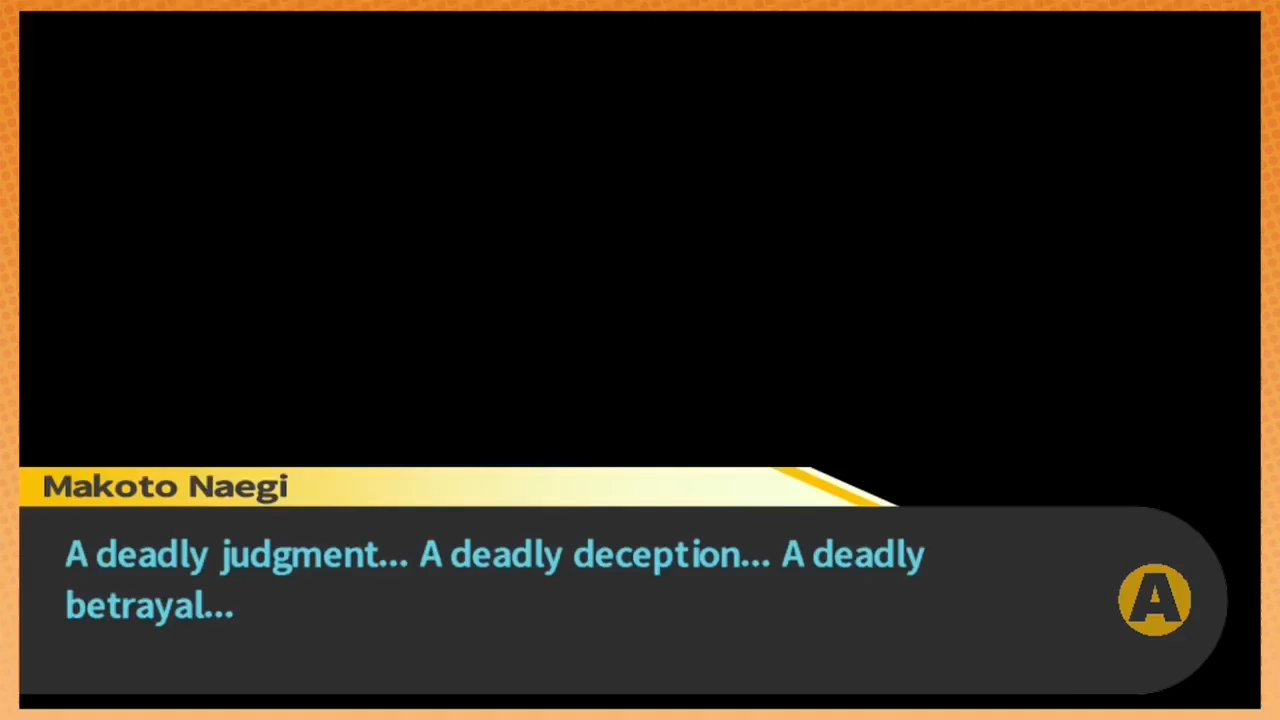 Makoto Naegi
A deadly judgment... A deadly deception... A deadly
betrayal...
A